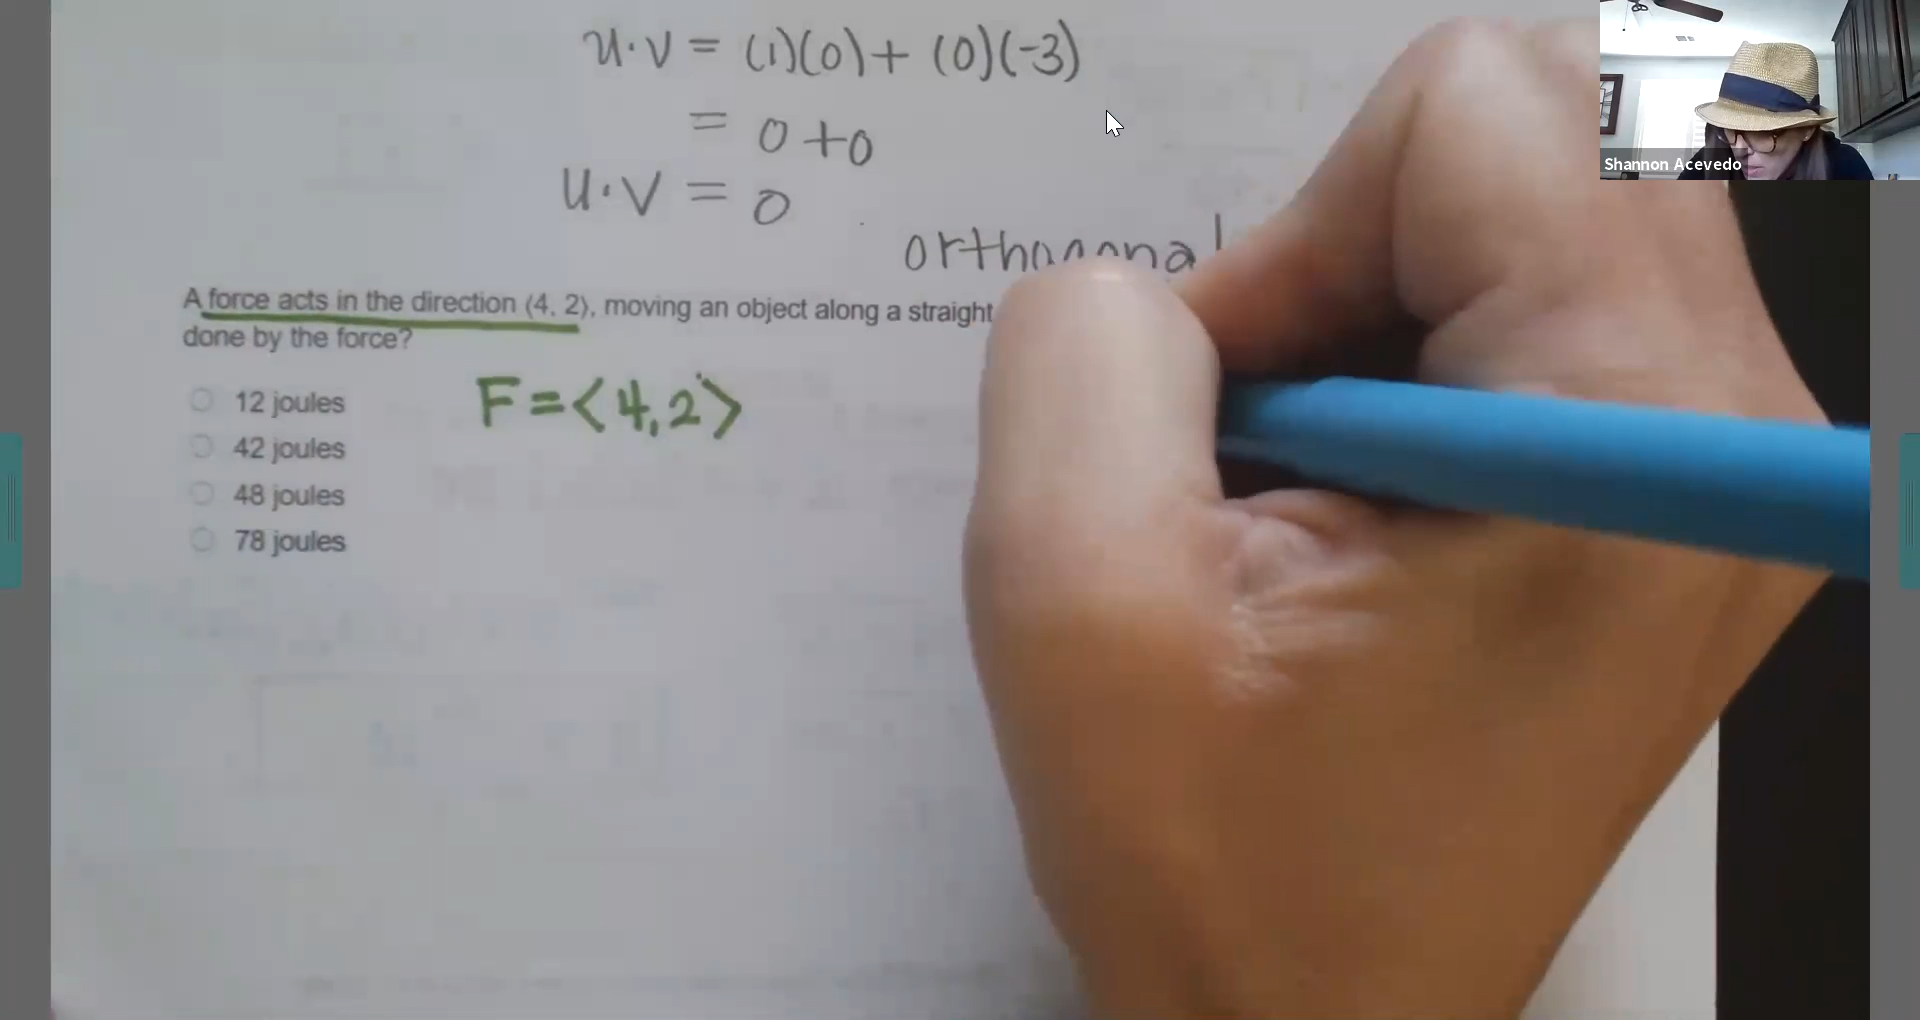 u·v = (1)(0) + (0)(-3)
= 0 + 0
u·v = 0
orthogonal
A force acts in the direction ⟨4, 2⟩, moving an object along a straight
done by the force?
12 joules
42 joules
48 joules
78 joules
F = ⟨4,2⟩
Shannon Acevedo